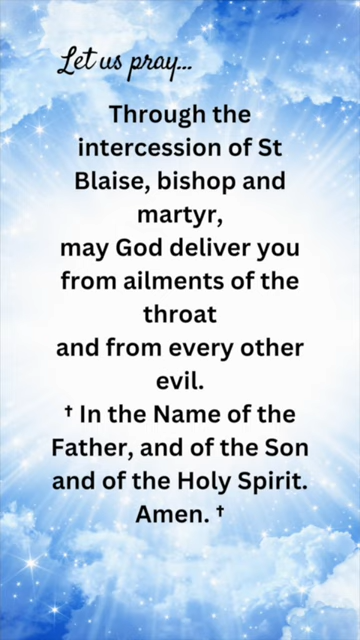 Let us pray...
Through the
intercession of St
Blaise, bishop and
martyr,
may God deliver you
from ailments of the
throat
and from every other
evil.
† In the Name of the
Father, and of the Son
and of the Holy Spirit.
Amen. †